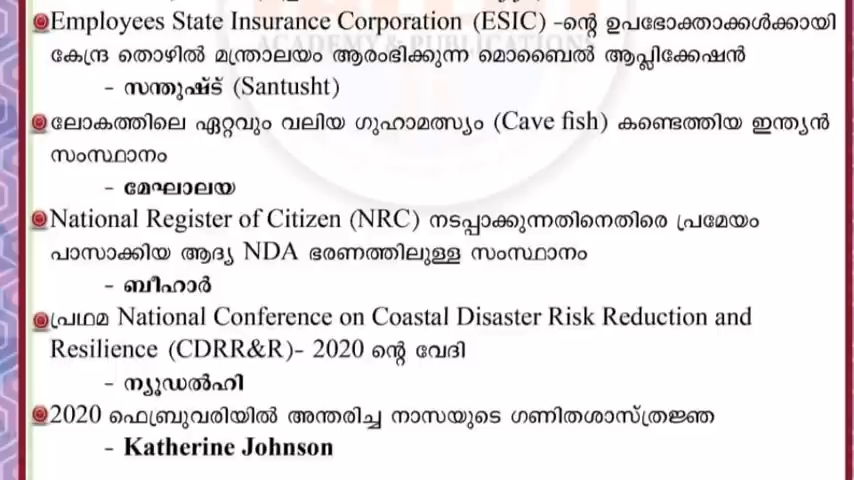 Employees State Insurance Corporation (ESIC) -ന്റെ ഉപഭോക്താക്കൾക്കായി
കേന്ദ്ര തൊഴിൽ മന്ത്രാലയം ആരംഭിക്കുന്ന മൊബൈൽ ആപ്ലിക്കേഷൻ
- സന്തുഷ്ട് (Santusht)
ലോകത്തിലെ ഏറ്റവും വലിയ ഗുഹാമത്സ്യം (Cave fish) കണ്ടെത്തിയ ഇന്ത്യൻ
സംസ്ഥാനം
- മേഘാലയ
National Register of Citizen (NRC) നടപ്പാക്കുന്നതിനെതിരെ പ്രമേയം
പാസാക്കിയ ആദ്യ NDA ഭരണത്തിലുള്ള സംസ്ഥാനം
- ബീഹാർ
പ്രഥമ National Conference on Coastal Disaster Risk Reduction and
Resilience (CDRR&R)- 2020 ന്റെ വേദി
- ന്യൂഡൽഹി
2020 ഫെബ്രുവരിയിൽ അന്തരിച്ച നാസയുടെ ഗണിതശാസ്ത്രജ്ഞ
- Katherine Johnson